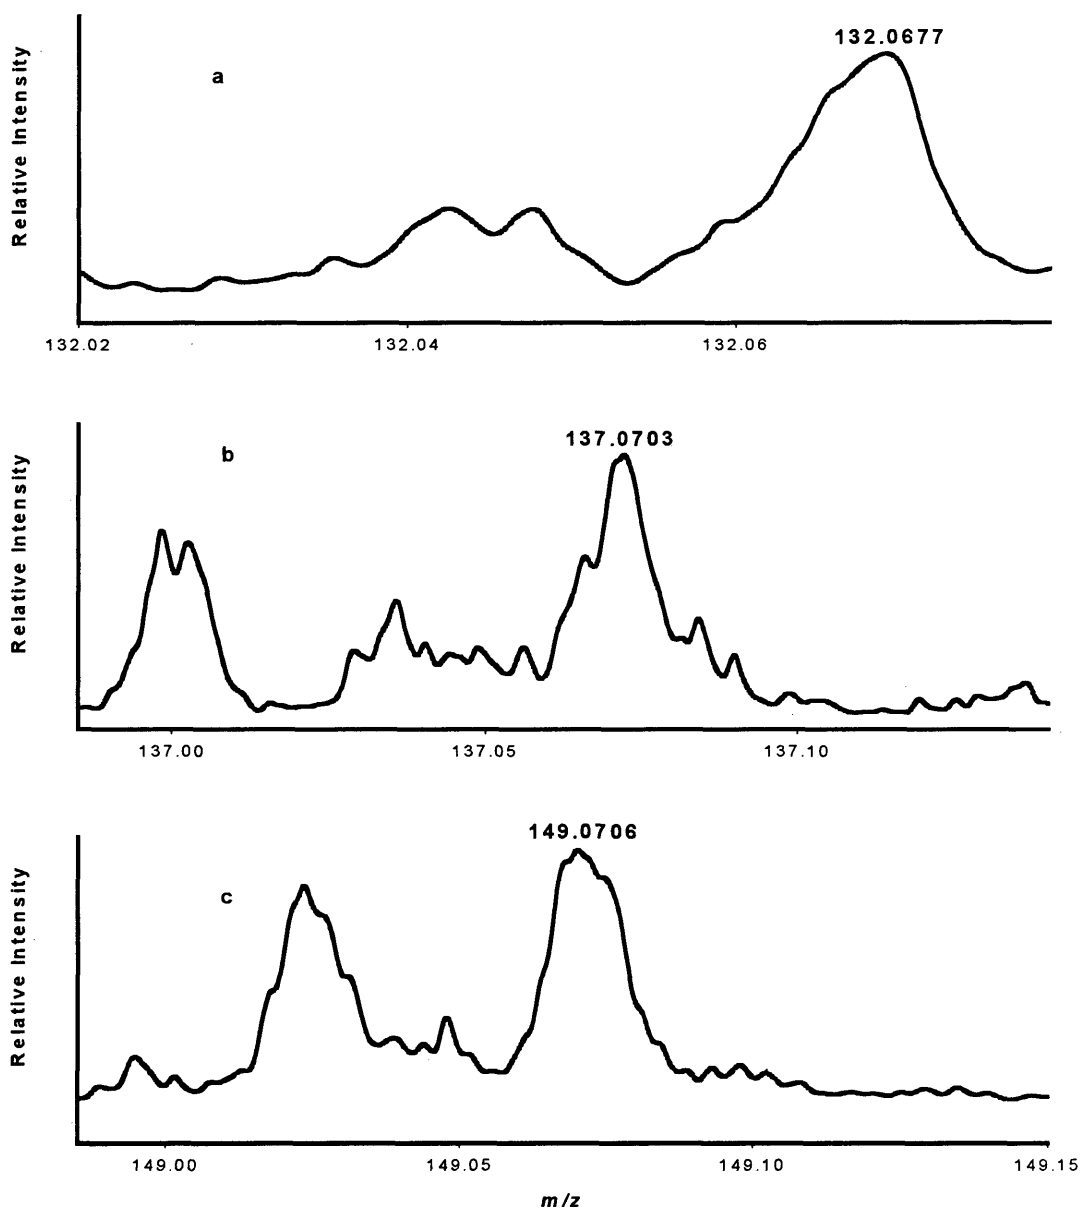 132.0677
a
Relative Intensity
132.02 132.04 132.06
137.0703
b
Relative Intensity
137.00 137.05 137.10
149.0706
c
Relative Intensity
149.00 149.05 149.10 149.15
m/z